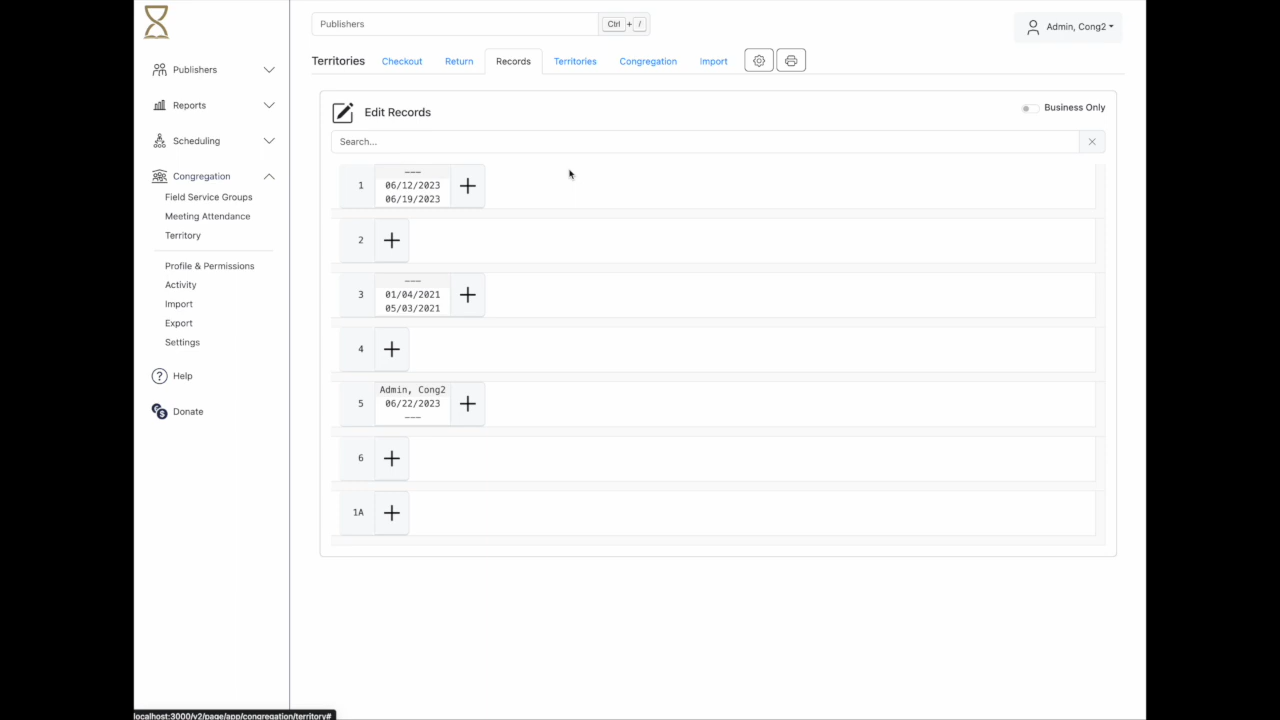 Publishers
Ctrl + /
Admin, Cong2
Publishers
Reports
Scheduling
Congregation
Field Service Groups
Meeting Attendance
Territory
Profile & Permissions
Activity
Import
Export
Settings
? Help
Donate
Territories Checkout Return Records Territories Congregation Import
Edit Records
Business Only
Search...
1
---
06/12/2023
06/19/2023
+
2 +
3
---
01/04/2021
05/03/2021
+
4 +
5
Admin, Cong2
06/22/2023
---
+
6 +
1A +
localhost:3000/v2/page/app/congregation/territory#